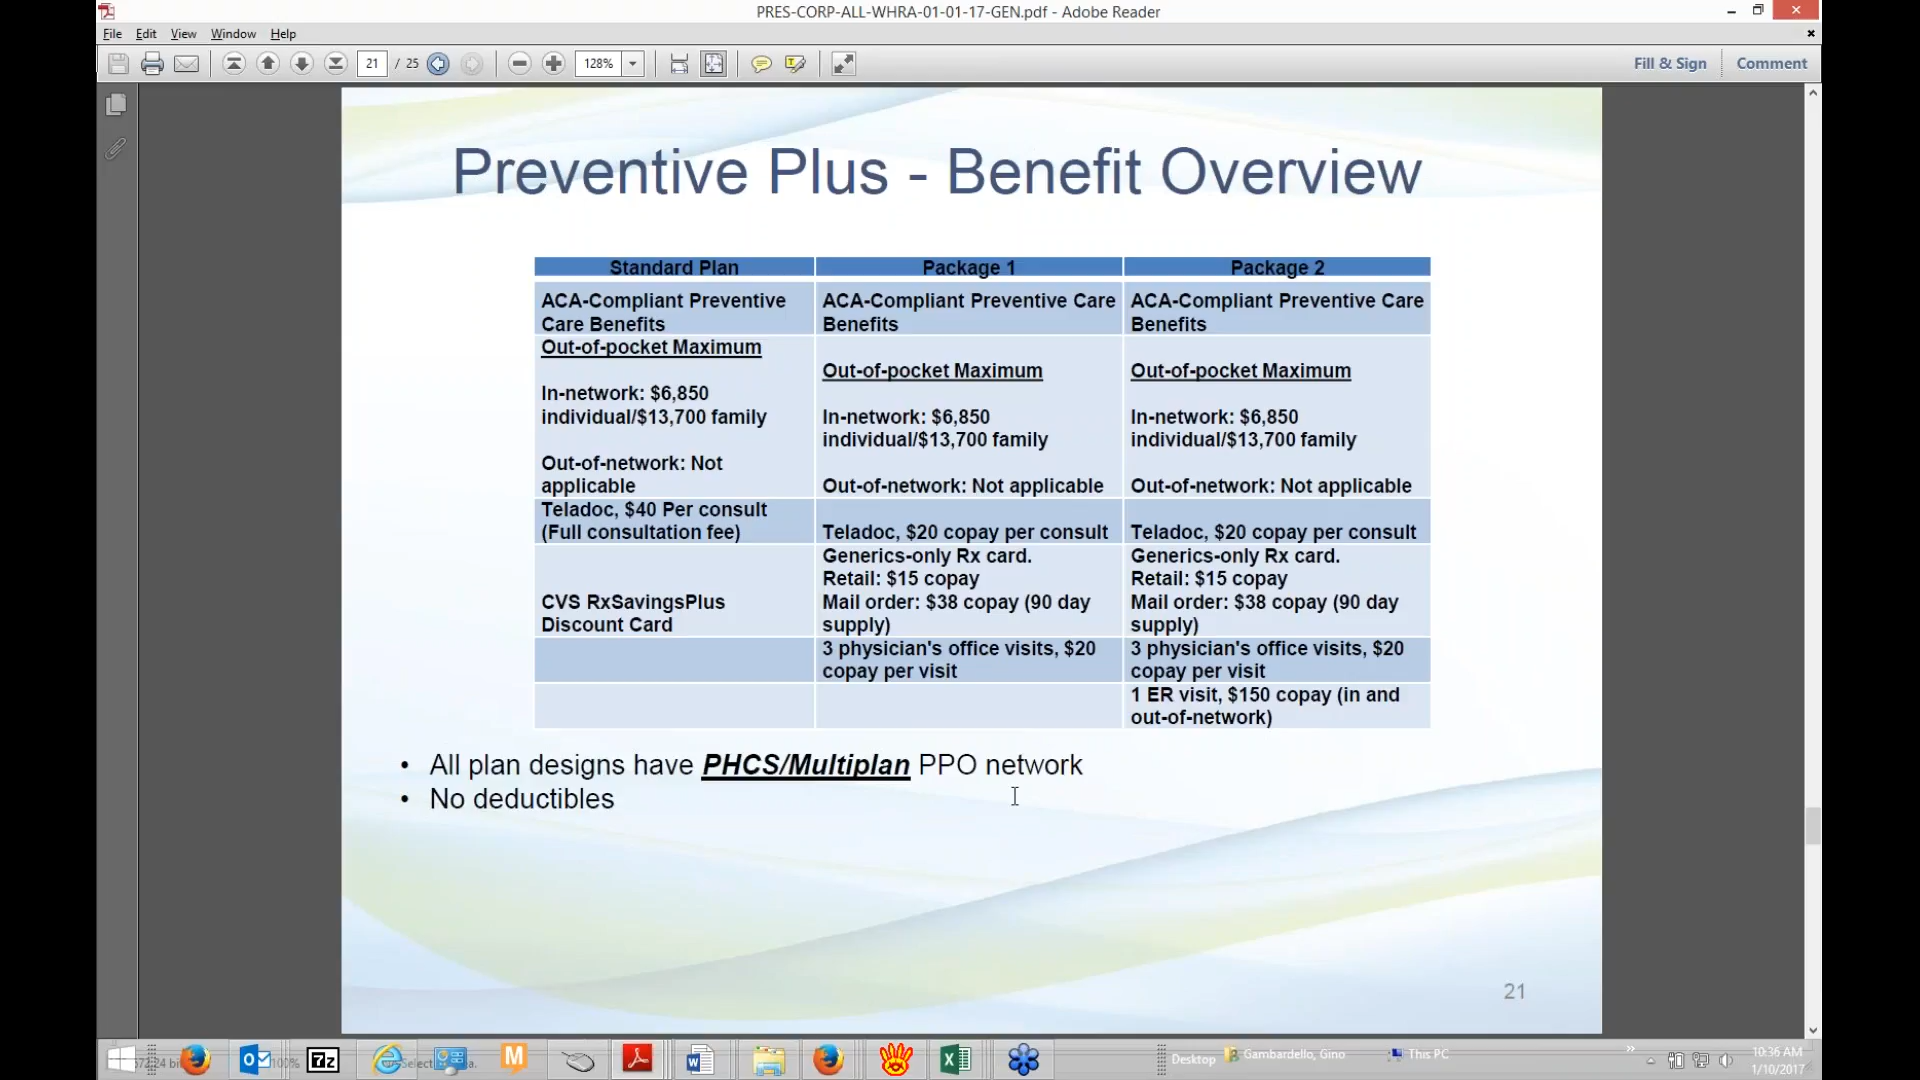 PRES-CORP-ALL-WHRA-01-01-17-GEN.pdf - Adobe Reader
File Edit View Window Help
21 / 25 128% Fill & Sign Comment
Preventive Plus - Benefit Overview
Standard Plan
Package 1
Package 2
ACA-Compliant Preventive
Care Benefits
ACA-Compliant Preventive Care
Benefits
ACA-Compliant Preventive Care
Benefits
Out-of-pocket Maximum
In-network: $6,850
individual/$13,700 family
Out-of-network: Not
applicable
Out-of-pocket Maximum
In-network: $6,850
individual/$13,700 family
Out-of-network: Not applicable
Out-of-pocket Maximum
In-network: $6,850
individual/$13,700 family
Out-of-network: Not applicable
Teladoc, $40 Per consult
(Full consultation fee)
Teladoc, $20 copay per consult
Teladoc, $20 copay per consult
CVS RxSavingsPlus
Discount Card
Generics-only Rx card.
Retail: $15 copay
Mail order: $38 copay (90 day
supply)
Generics-only Rx card.
Retail: $15 copay
Mail order: $38 copay (90 day
supply)
3 physician's office visits, $20
copay per visit
3 physician's office visits, $20
copay per visit
1 ER visit, $150 copay (in and
out-of-network)
• All plan designs have PHCS/Multiplan PPO network
• No deductibles
21
Desktop Gambardello, Gino This PC
10:36 AM
1/10/2017